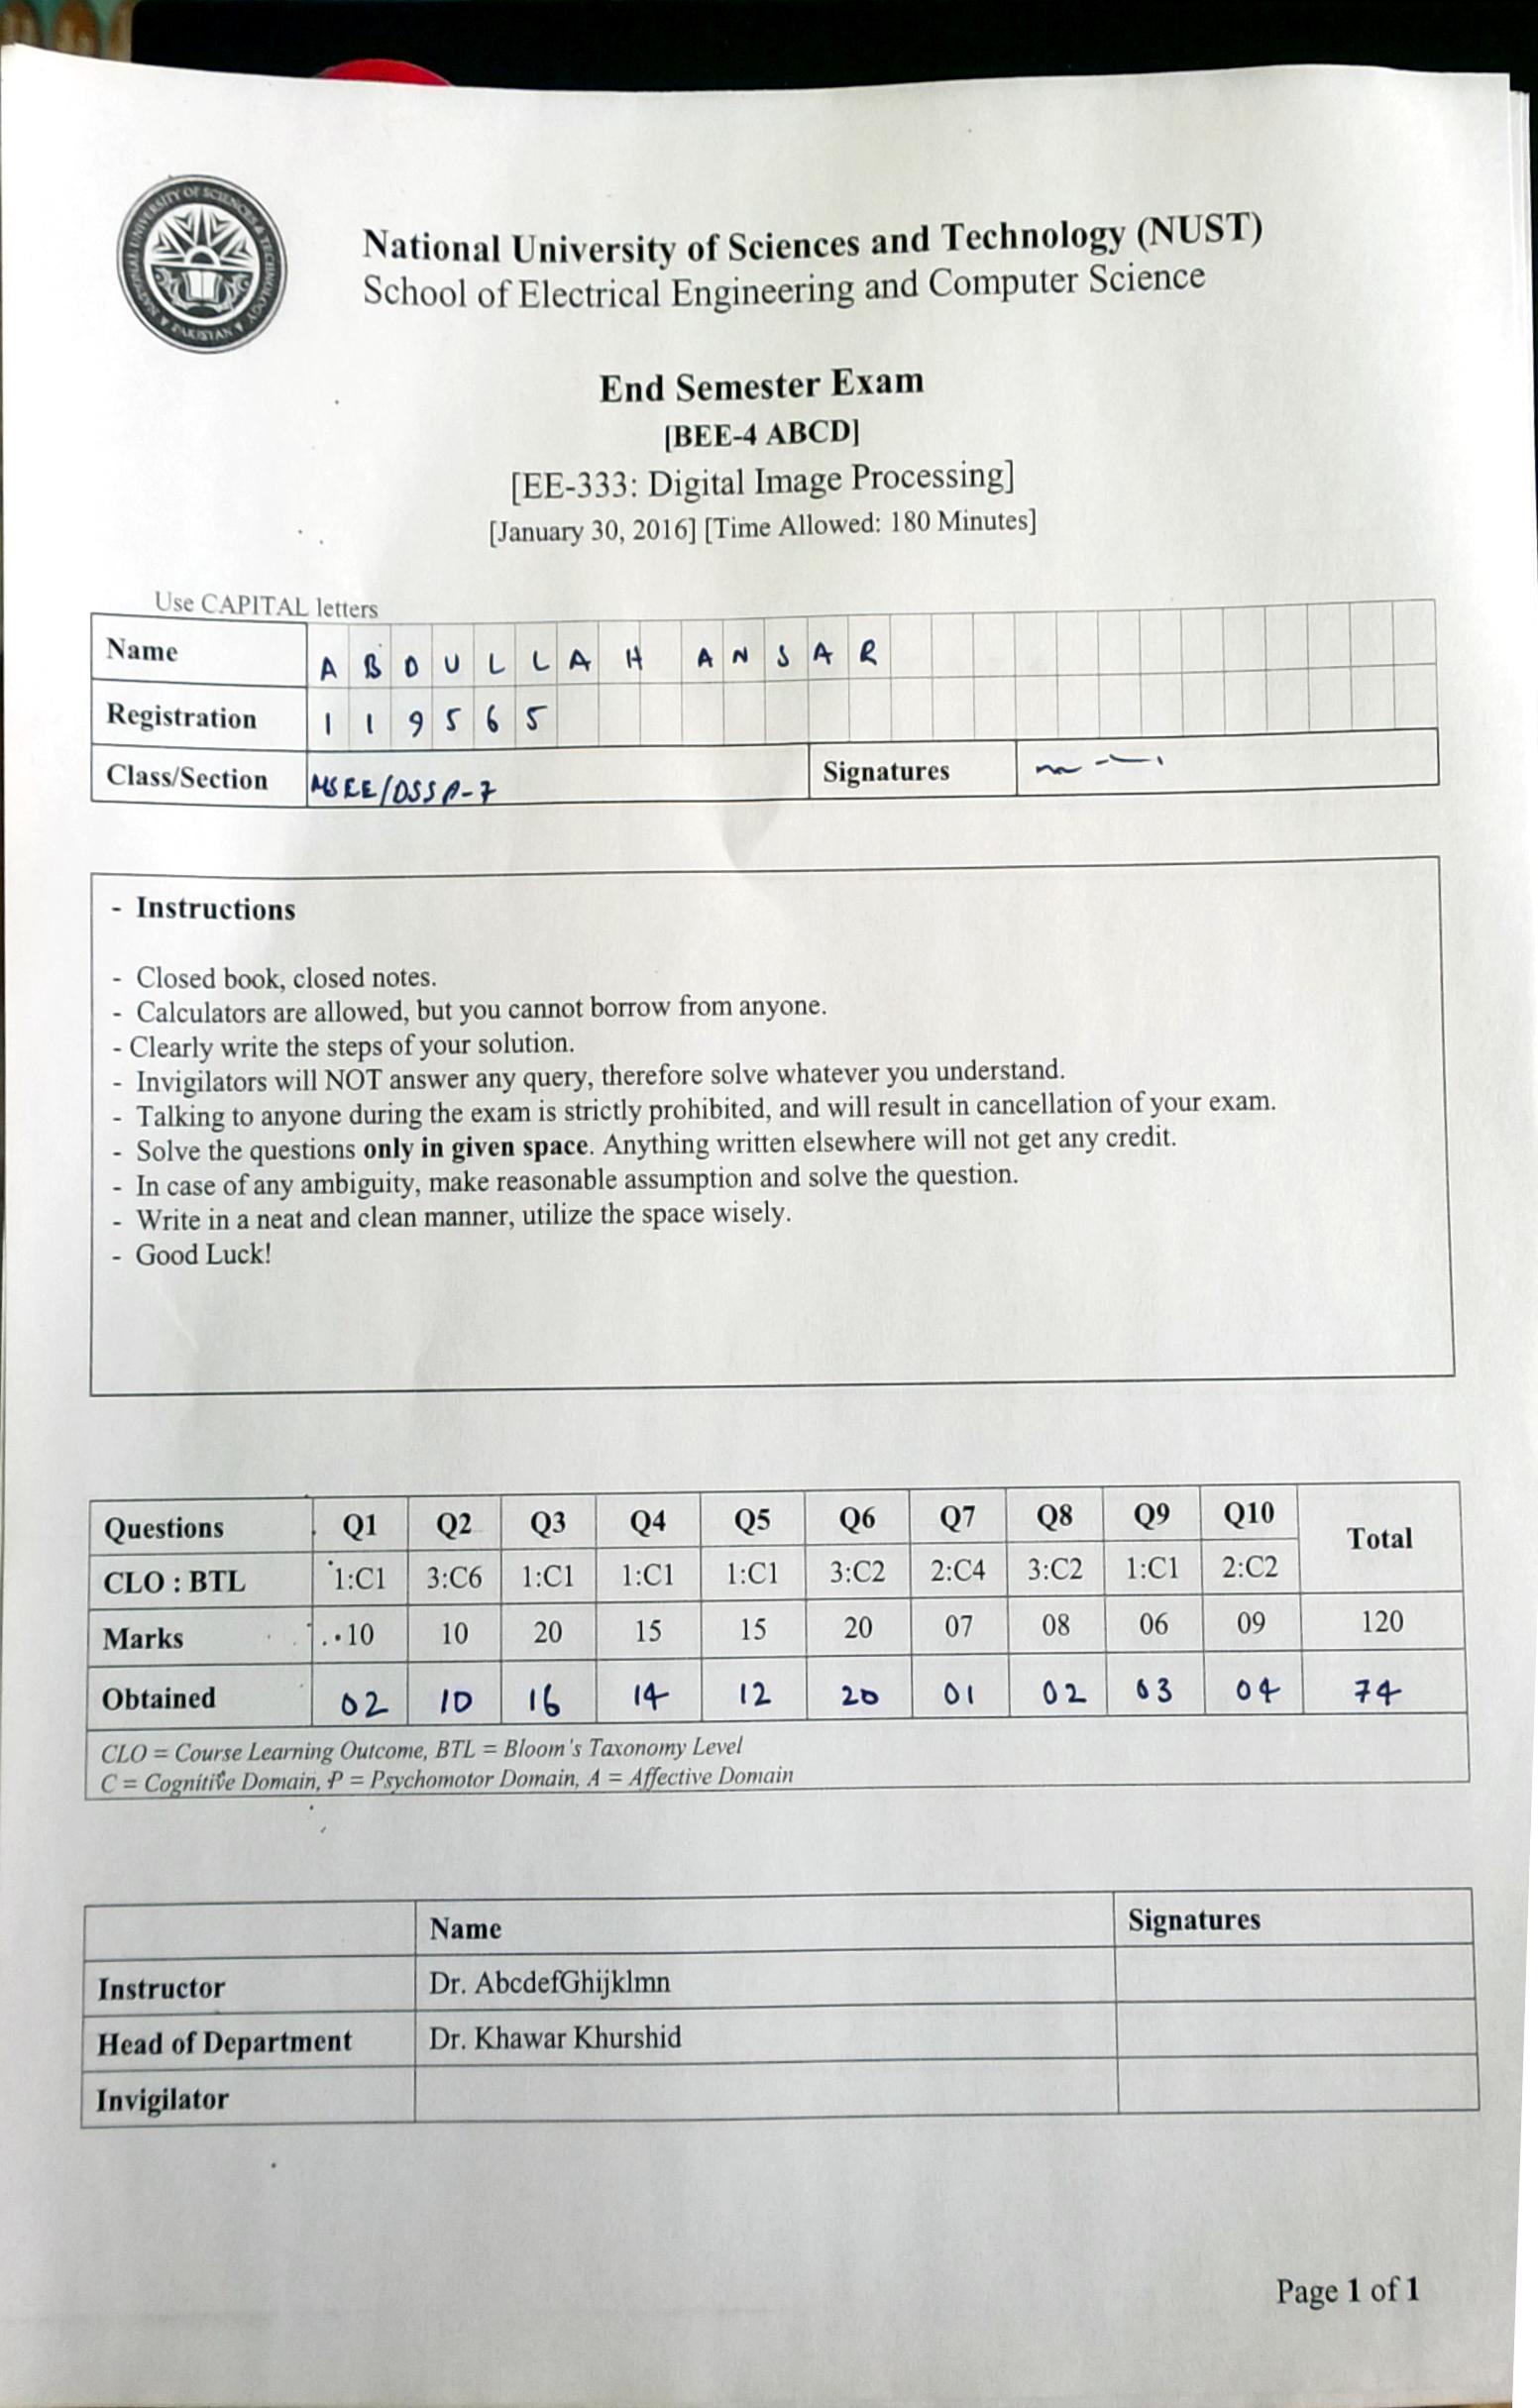 NATIONAL UNIVERSITY OF SCIENCES & TECHNOLOGY
PAKISTAN
National University of Sciences and Technology (NUST)
School of Electrical Engineering and Computer Science
End Semester Exam
[BEE-4 ABCD]
[EE-333: Digital Image Processing]
[January 30, 2016] [Time Allowed: 180 Minutes]
Use CAPITAL letters
Name ABDULLAH ANSAR
Registration 119565
Class/Section MSEE/DSSP-7 Signatures
- Instructions
- Closed book, closed notes.
- Calculators are allowed, but you cannot borrow from anyone.
- Clearly write the steps of your solution.
- Invigilators will NOT answer any query, therefore solve whatever you understand.
- Talking to anyone during the exam is strictly prohibited, and will result in cancellation of your exam.
- Solve the questions only in given space. Anything written elsewhere will not get any credit.
- In case of any ambiguity, make reasonable assumption and solve the question.
- Write in a neat and clean manner, utilize the space wisely.
- Good Luck!
Questions Q1 Q2 Q3 Q4 Q5 Q6 Q7 Q8 Q9 Q10 Total
CLO : BTL 1:C1 3:C6 1:C1 1:C1 1:C1 3:C2 2:C4 3:C2 1:C1 2:C2
Marks 10 10 20 15 15 20 07 08 06 09 120
Obtained 02 10 16 14 12 20 01 02 03 04 74
CLO = Course Learning Outcome, BTL = Bloom's Taxonomy Level
C = Cognitive Domain, P = Psychomotor Domain, A = Affective Domain
Name Signatures
Instructor Dr. AbcdefGhijklmn
Head of Department Dr. Khawar Khurshid
Invigilator
Page 1 of 1